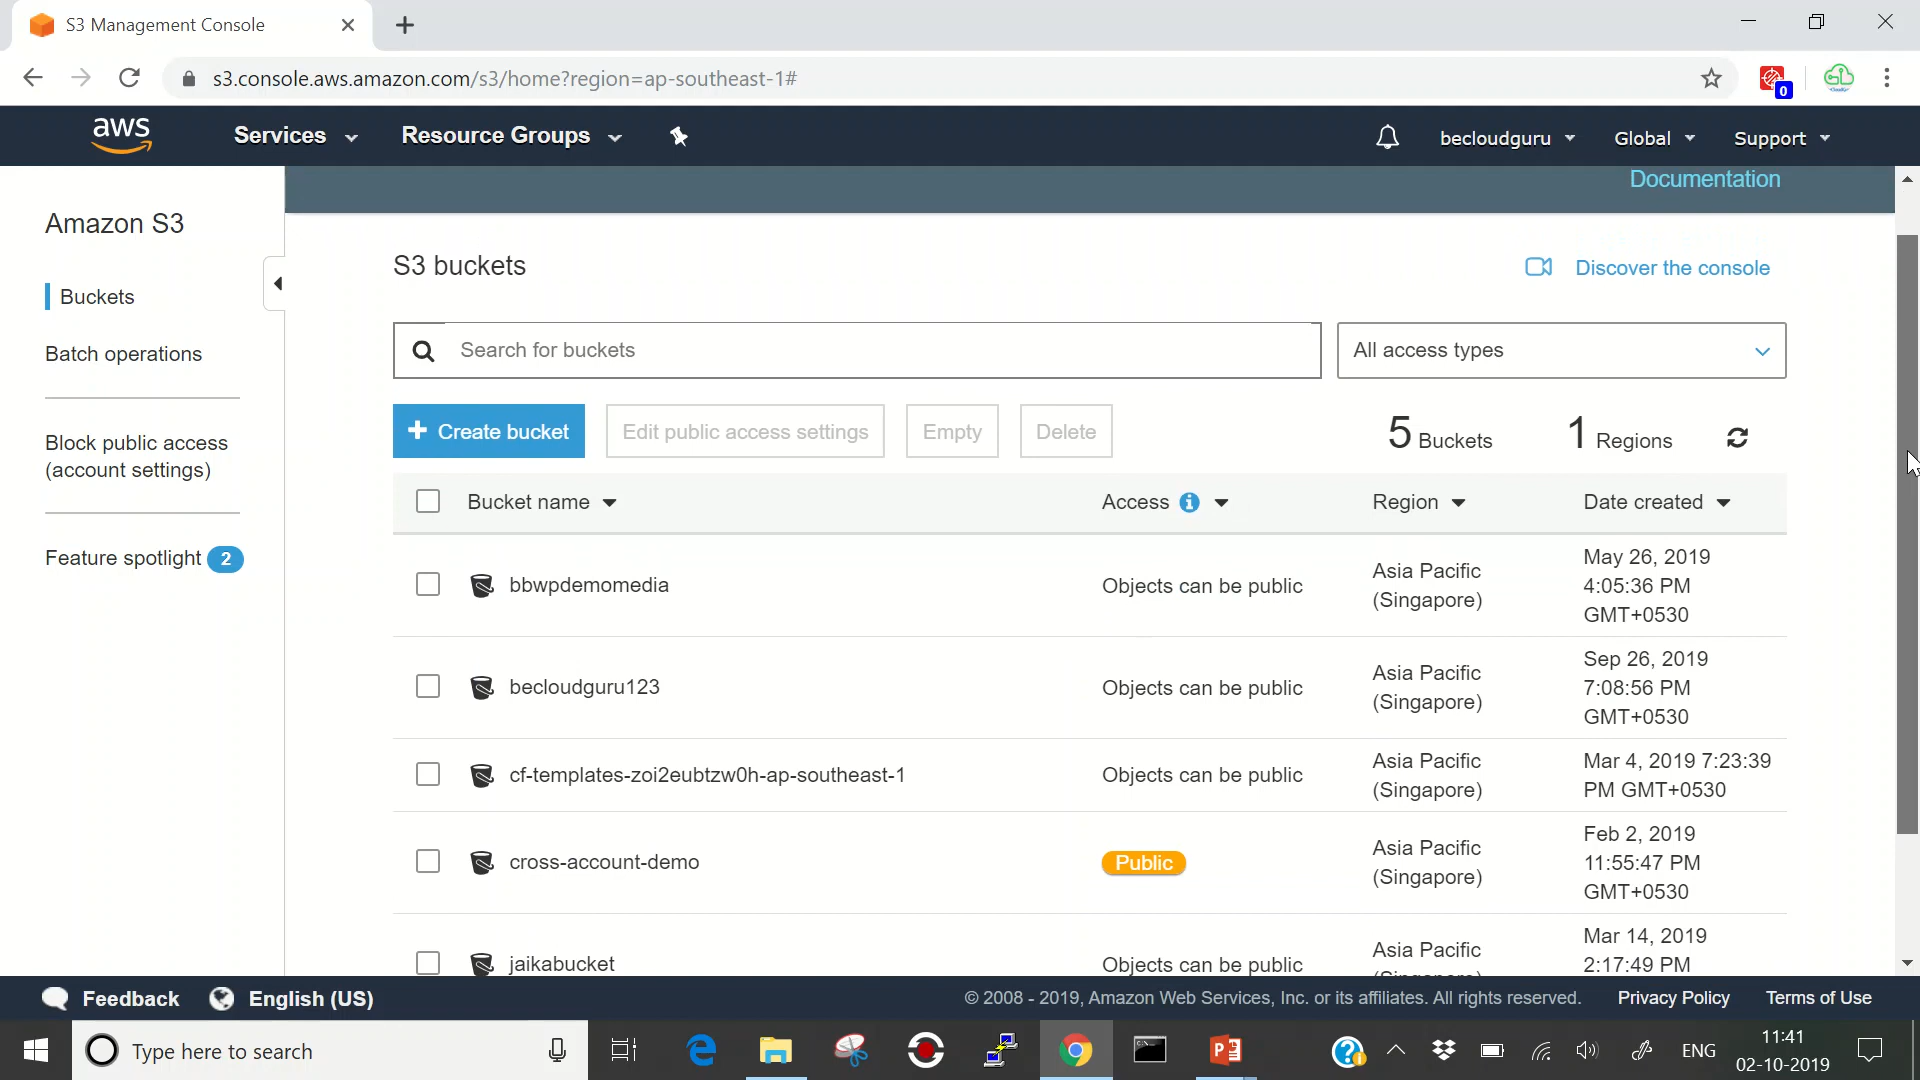 S3 Management Console
s3.console.aws.amazon.com/s3/home?region=ap-southeast-1#
0
aws
Services
Resource Groups
becloudguru
Global
Support
Documentation
Amazon S3
Buckets
Batch operations
Block public access
(account settings)
Feature spotlight 2
S3 buckets
Discover the console
Search for buckets
All access types
+ Create bucket
Edit public access settings
Empty
Delete
5 Buckets
1 Regions
Bucket name
Access
Region
Date created
bbwpdemomedia
Objects can be public
Asia Pacific
(Singapore)
May 26, 2019
4:05:36 PM
GMT+0530
becloudguru123
Objects can be public
Asia Pacific
(Singapore)
Sep 26, 2019
7:08:56 PM
GMT+0530
cf-templates-zoi2eubtzw0h-ap-southeast-1
Objects can be public
Asia Pacific
(Singapore)
Mar 4, 2019 7:23:39
PM GMT+0530
cross-account-demo
Public
Asia Pacific
(Singapore)
Feb 2, 2019
11:55:47 PM
GMT+0530
jaikabucket
Objects can be public
Asia Pacific
Mar 14, 2019
2:17:49 PM
Feedback
English (US)
© 2008 - 2019, Amazon Web Services, Inc. or its affiliates. All rights reserved.
Privacy Policy
Terms of Use
Type here to search
ENG
11:41
02-10-2019